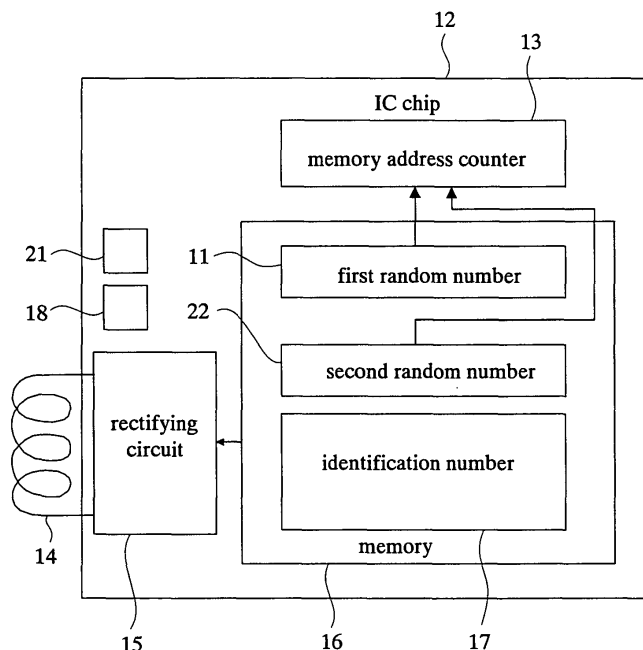 12
13
IC chip
memory address counter
21
11
first random number
18
22
second random number
rectifying
circuit
identification number
14
memory
15
16
17